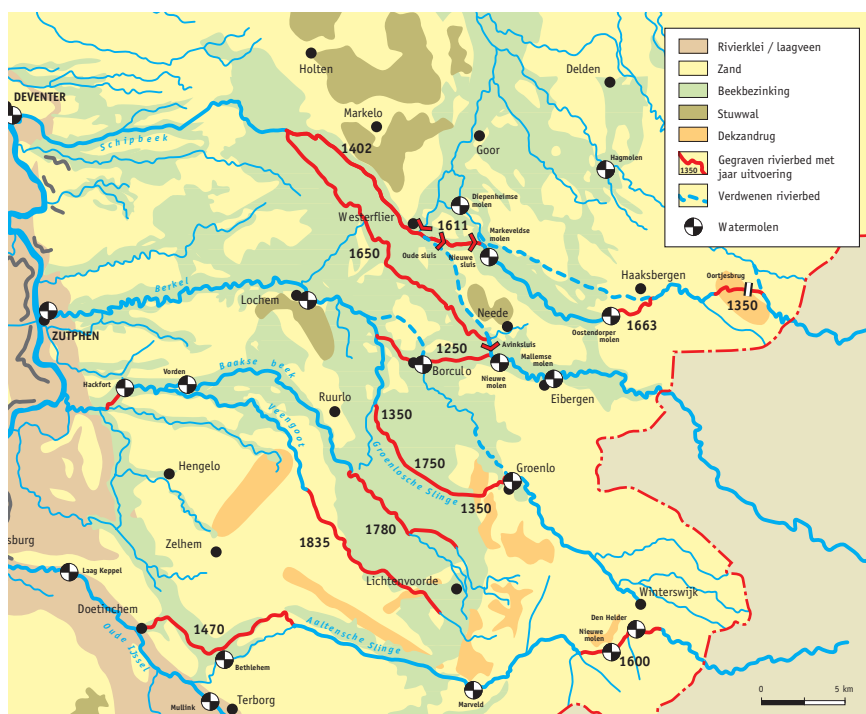 Holten
Delden
DEVENTER
Markelo
Schipbeek
1402
Goor
Hagmolen
Diepenheimse
molen
Westerflier
1611
Markeveldse
molen
Oude sluis
Nieuwe
sluis
1650
Haaksbergen
Oortjesbrug
1350
Berkel
Lochem
Neede
Oostendorper
molen
1663
ZUTPHEN
Avinksluis
1250
Mallemse
molen
Borculo
Nieuwe
molen
Eibergen
Baakse beek
Vorden
Hackfort
Ruurlo
Veengoot
1350
Groenlosche Slinge
1750
Hengelo
Groenlo
1350
1780
1835
Zelhem
sburg
Laag Keppel
Lichtenvoorde
Winterswijk
Doetinchem
Den Helder
1470
Aaltensche Slinge
Nieuwe
molen
1600
Oude IJssel
Bethlehem
Marveld
Mullink
Terborg
Rivierklei / laagveen
Zand
Beekbezinking
Stuwwal
Dekzandrug
1350
Gegraven rivierbed met
jaar uitvoering
Verdwenen rivierbed
Watermolen
0 5 km